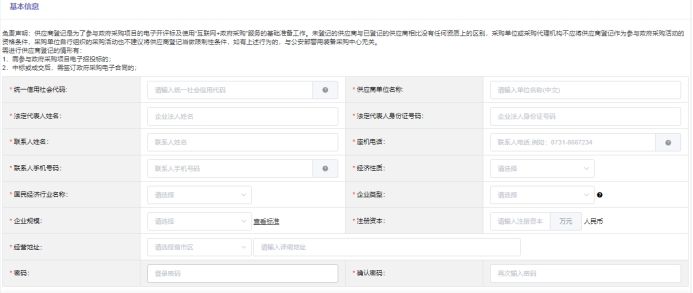 基本信息
免责声明：供应商登记是为了参与政府采购项目的电子开评标及使用"互联网+政府采购"服务的基础准备工作。未登记的供应商与已登记的供应商相比没有任何资质上的区别，采购单位或采购代理机构不应将供应商登记作为参与政府采购活动的
资格条件，采购单位自行组织的采购活动也不建议将供应商登记当做限制性条件，如有上述行为的，与公安部警用装备采购中心无关。
需进行供应商登记的情形有：
1、需参与政府采购项目电子招投标的；
2、中标或成交后，需签订政府采购电子合同的；
*统一信用社会代码： 请输入统一社会信用代码 *供应商单位名称： 请输入单位名称(中文)
*法定代表人姓名： 企业法人姓名 *法定代表人身份证号码： 企业法人身份证号码
*联系人姓名： 联系人姓名 *座机电话： 联系人电话 例如：0731-8887234
*联系人手机号码： 联系人手机号码 *经济性质： 请选择
*国民经济行业名称： 请选择 *企业类型： 请选择
*企业规模： 请选择 查看标准 *注册资本： 请输入注册资本 万元 人民币
*经营地址： 请选择省市区 请输入详细地址
*密码： 登录密码 *确认密码： 再次输入密码